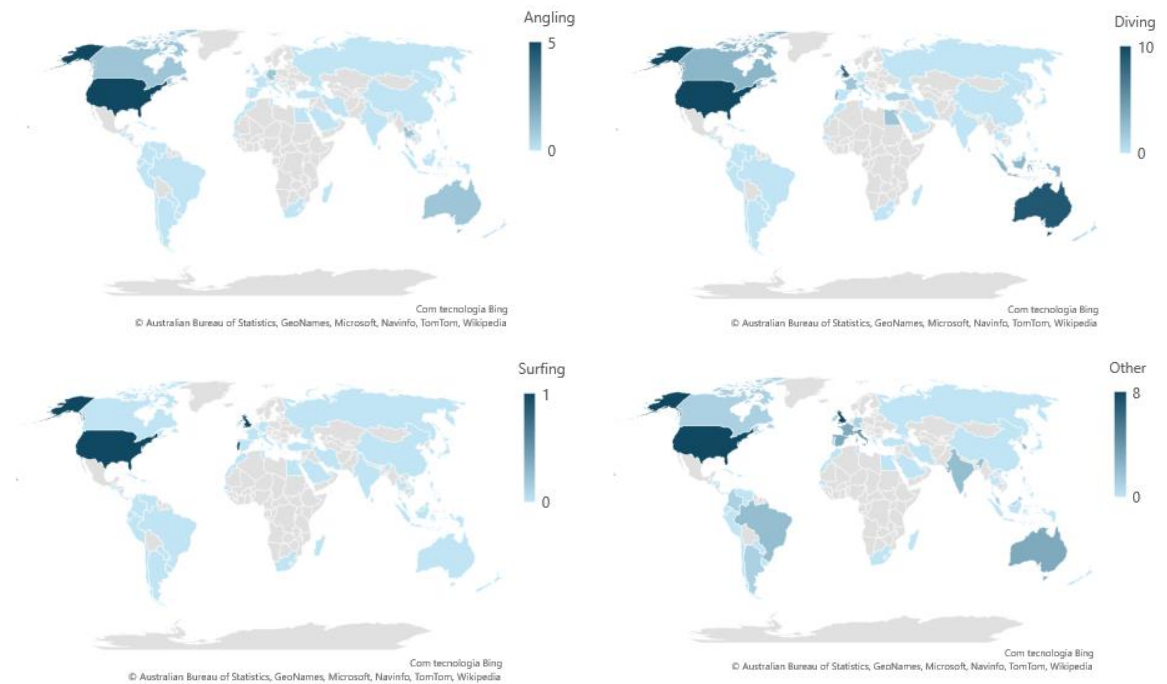 Angling
5
0
Com tecnologia Bing
© Australian Bureau of Statistics, GeoNames, Microsoft, Navinfo, TomTom, Wikipedia
Diving
10
0
Com tecnologia Bing
© Australian Bureau of Statistics, GeoNames, Microsoft, Navinfo, TomTom, Wikipedia
Surfing
1
0
Com tecnologia Bing
© Australian Bureau of Statistics, GeoNames, Microsoft, Navinfo, TomTom, Wikipedia
Other
8
0
Com tecnologia Bing
© Australian Bureau of Statistics, GeoNames, Microsoft, Navinfo, TomTom, Wikipedia